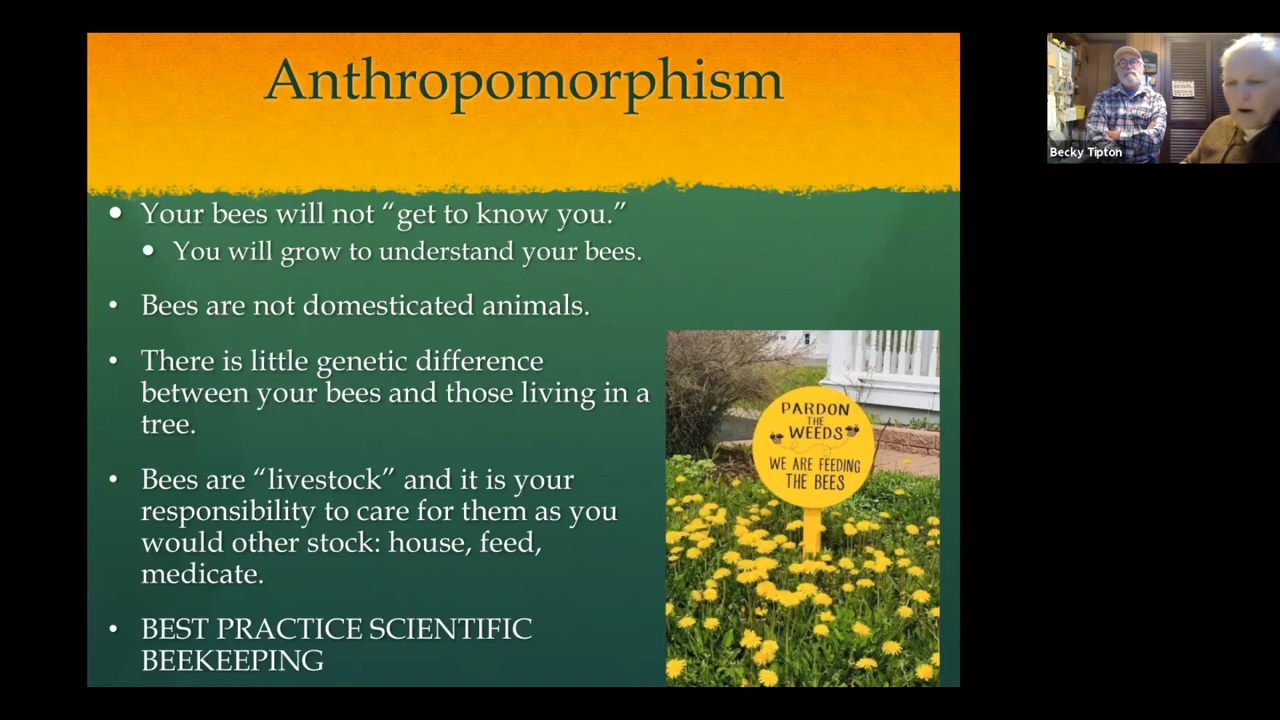 Anthropomorphism
• Your bees will not “get to know you.”
• You will grow to understand your bees.
• Bees are not domesticated animals.
• There is little genetic difference
between your bees and those living in a
tree.
• Bees are “livestock” and it is your
responsibility to care for them as you
would other stock: house, feed,
medicate.
• BEST PRACTICE SCIENTIFIC
BEEKEEPING
PARDON
THE
WEEDS
WE ARE FEEDING
THE BEES
Becky Tipton